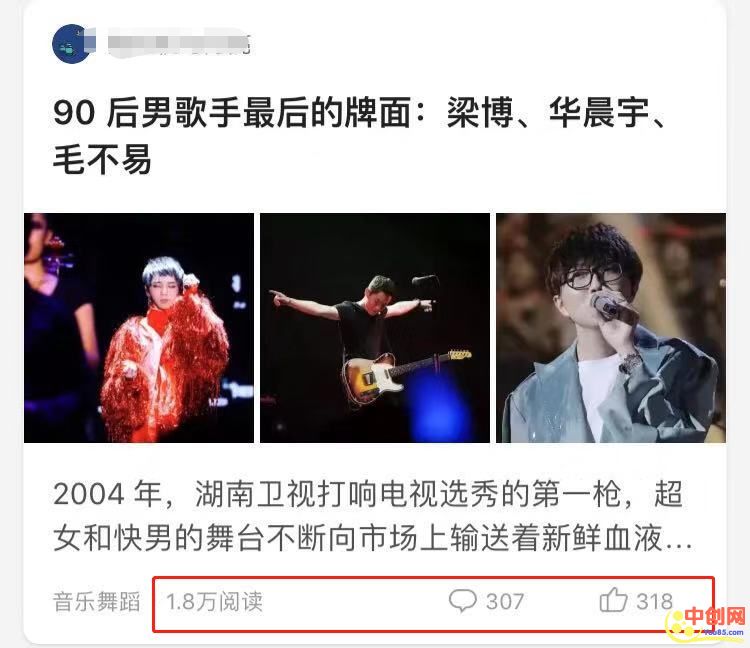 90 后男歌手最后的牌面：梁博、华晨宇、
毛不易
2004 年，湖南卫视打响电视选秀的第一枪，超
女和快男的舞台不断向市场上输送着新鲜血液...
音乐舞蹈 1.8万阅读 307 318
中创网